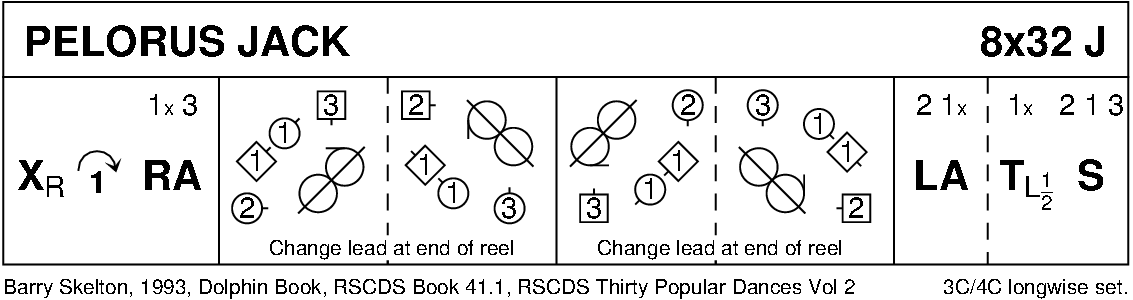 PELORUS JACK 8x32 J
1x 3 3 2 2 3 2 1x 1x 2 1 3
1 1 1 1
XR 1 RA 1 1 1 1 LA TL½ S
2 3 3 2
Change lead at end of reel Change lead at end of reel
Barry Skelton, 1993, Dolphin Book, RSCDS Book 41.1, RSCDS Thirty Popular Dances Vol 2 3C/4C longwise set.